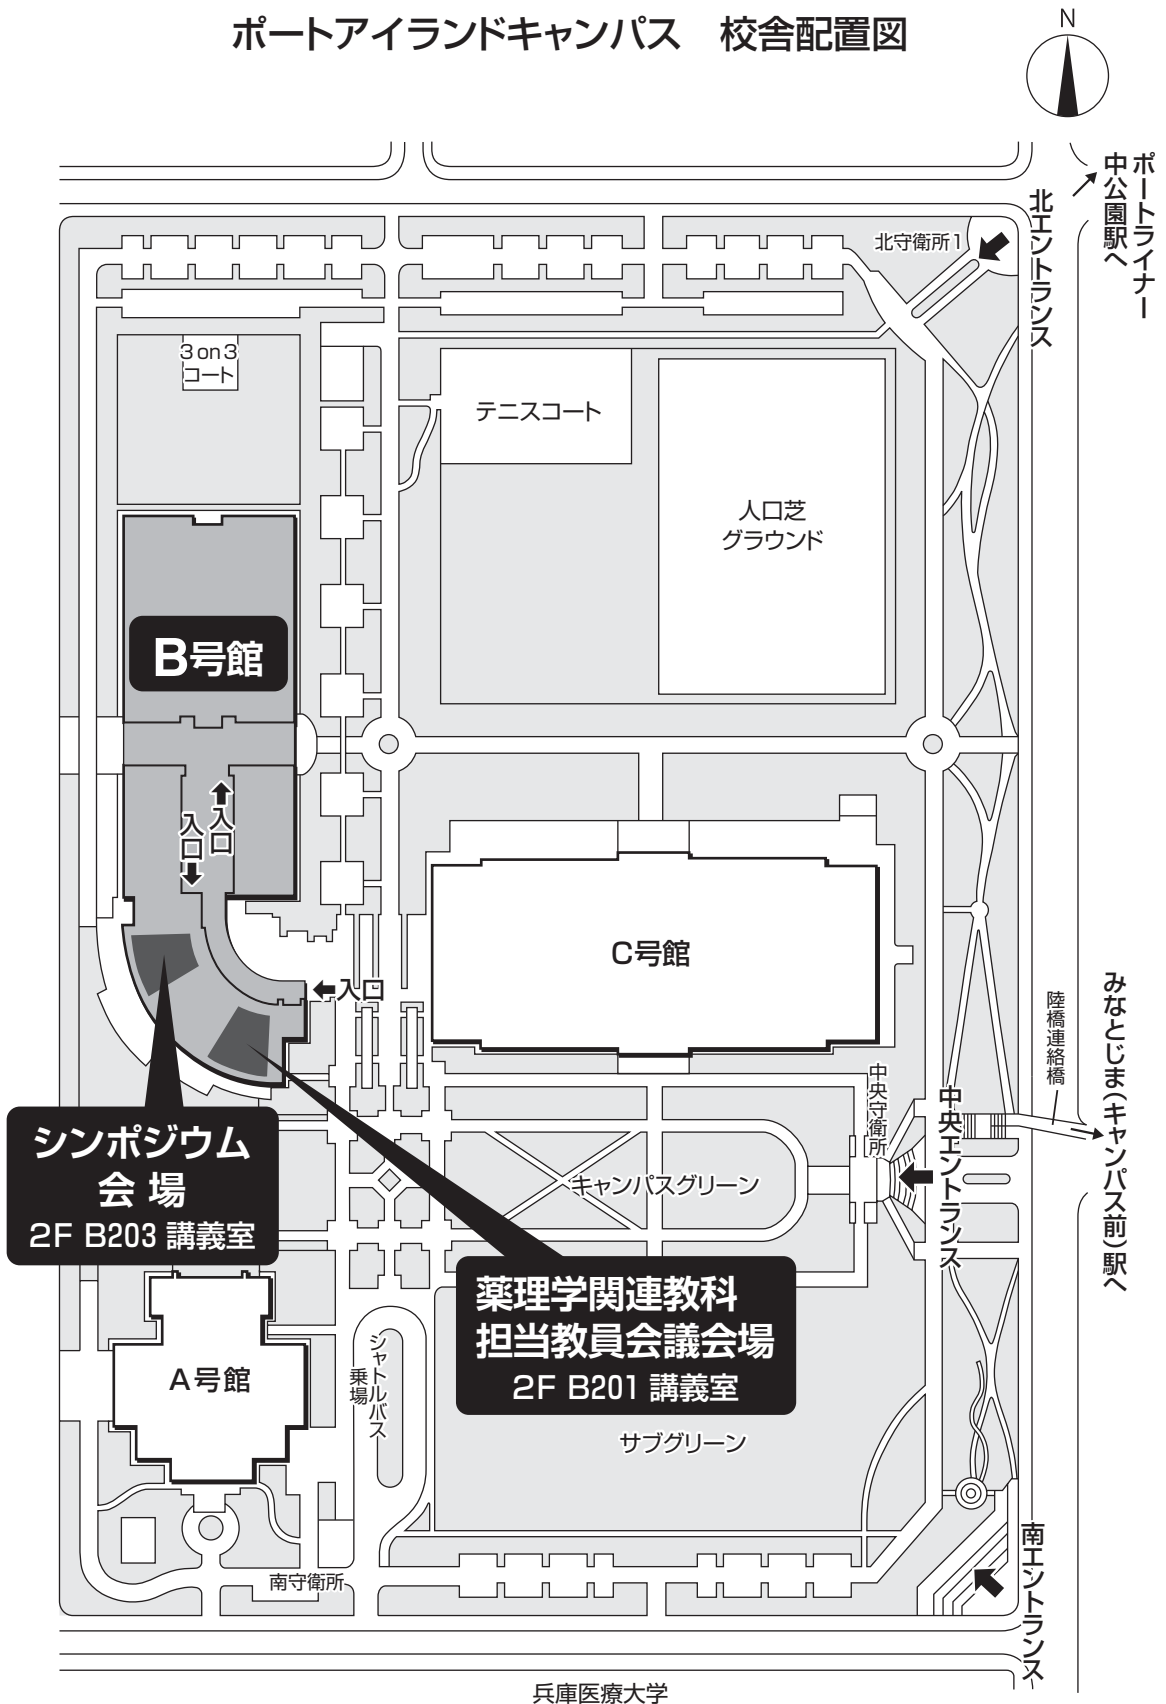 ポートアイランドキャンパス 校舎配置図
N
ポートライナー
中公園駅へ
北エントランス
北守衛所1
3on3
コート
テニスコート
人口芝
グラウンド
B号館
入口
入口
C号館
入口
みなとじま(キャンパス前)駅へ
陸橋連絡橋
中央守衛所
中央エントランス
シンポジウム
会 場
2F B203 講義室
キャンパスグリーン
薬理学関連教科
担当教員会議会場
2F B201 講義室
A号館
シャトルバス
乗場
サブグリーン
南エントランス
南守衛所
兵庫医療大学